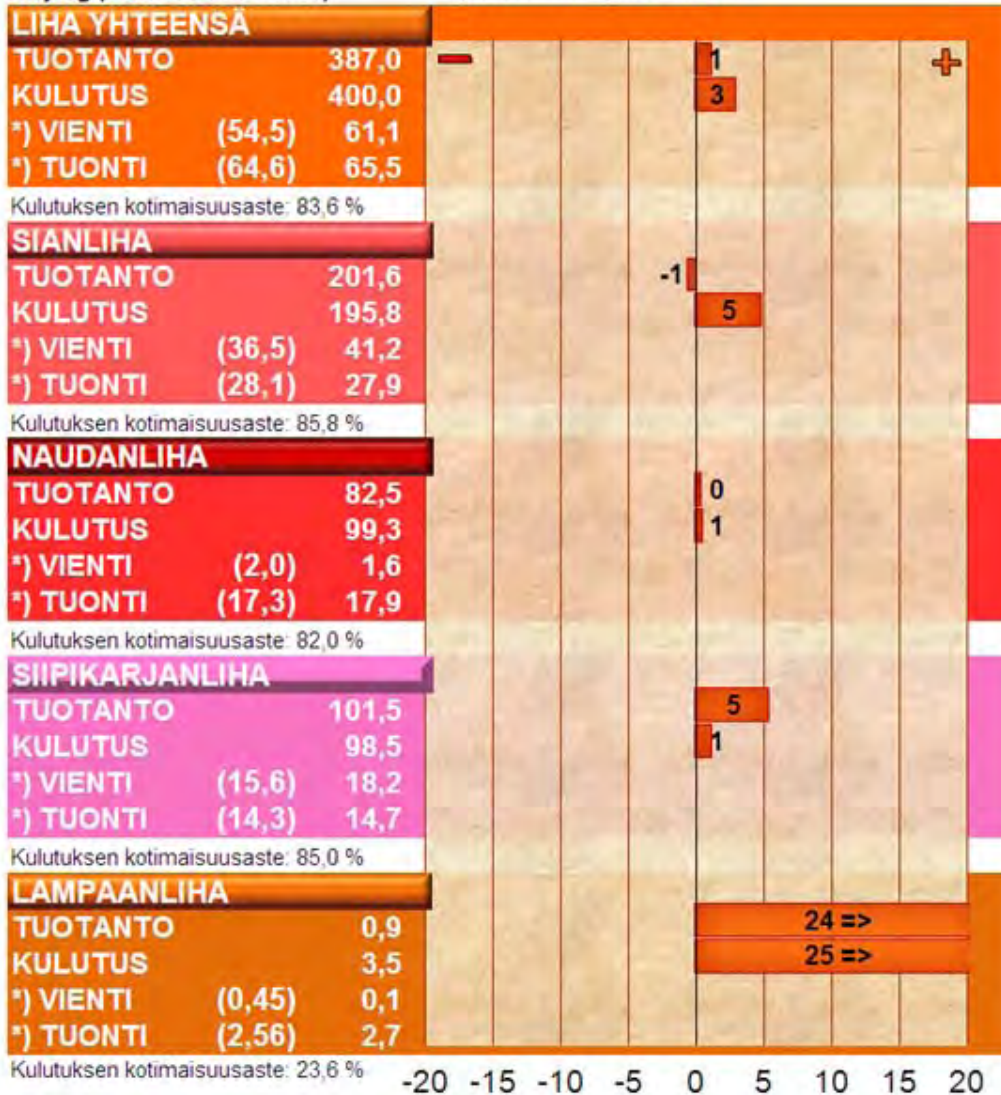 LIHA YHTEENSÄ
TUOTANTO 387,0 1
KULUTUS 400,0 3
*) VIENTI (54,5) 61,1
*) TUONTI (64,6) 65,5
Kulutuksen kotimaisuusaste: 83,6 %
SIANLIHA
TUOTANTO 201,6 -1
KULUTUS 195,8 5
*) VIENTI (36,5) 41,2
*) TUONTI (28,1) 27,9
Kulutuksen kotimaisuusaste: 85,8 %
NAUDANLIHA
TUOTANTO 82,5 0
KULUTUS 99,3 1
*) VIENTI (2,0) 1,6
*) TUONTI (17,3) 17,9
Kulutuksen kotimaisuusaste: 82,0 %
SIIPIKARJANLIHA
TUOTANTO 101,5 5
KULUTUS 98,5 1
*) VIENTI (15,6) 18,2
*) TUONTI (14,3) 14,7
Kulutuksen kotimaisuusaste: 85,0 %
LAMPAANLIHA
TUOTANTO 0,9 24 =>
KULUTUS 3,5 25 =>
*) VIENTI (0,45) 0,1
*) TUONTI (2,56) 2,7
Kulutuksen kotimaisuusaste: 23,6 %
-20 -15 -10 -5 0 5 10 15 20